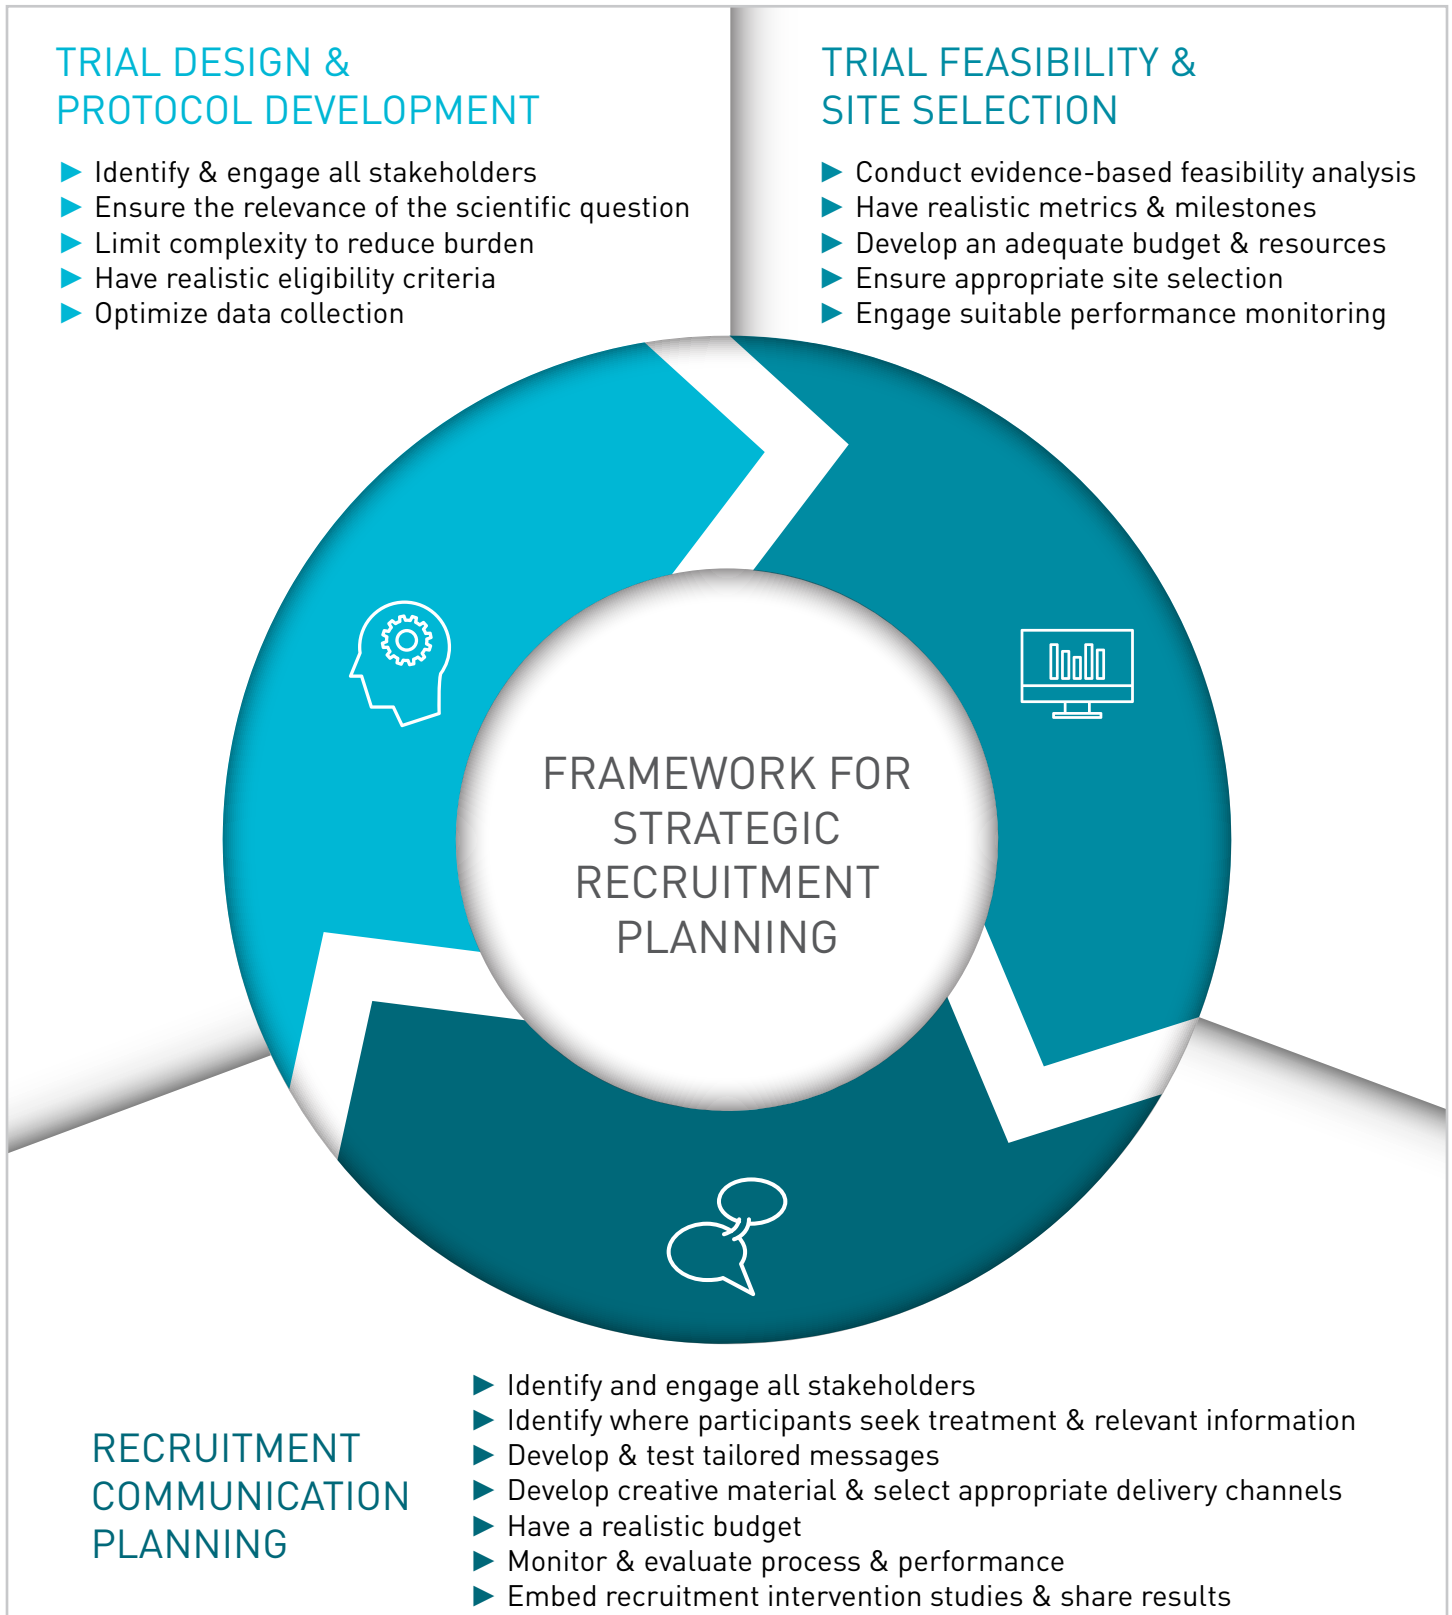 TRIAL DESIGN &
PROTOCOL DEVELOPMENT
► Identify & engage all stakeholders
► Ensure the relevance of the scientific question
► Limit complexity to reduce burden
► Have realistic eligibility criteria
► Optimize data collection
TRIAL FEASIBILITY &
SITE SELECTION
► Conduct evidence-based feasibility analysis
► Have realistic metrics & milestones
► Develop an adequate budget & resources
► Ensure appropriate site selection
► Engage suitable performance monitoring
FRAMEWORK FOR
STRATEGIC
RECRUITMENT
PLANNING
RECRUITMENT
COMMUNICATION
PLANNING
► Identify and engage all stakeholders
► Identify where participants seek treatment & relevant information
► Develop & test tailored messages
► Develop creative material & select appropriate delivery channels
► Have a realistic budget
► Monitor & evaluate process & performance
► Embed recruitment intervention studies & share results